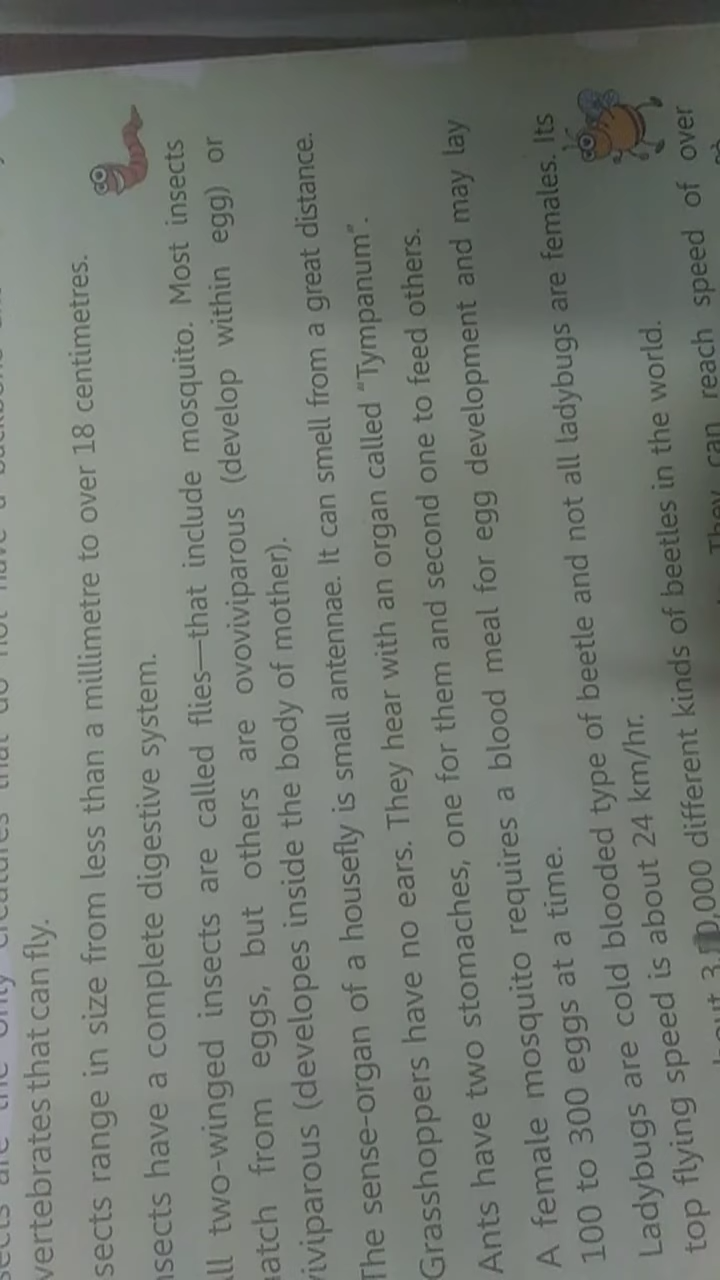 vertebrates that can fly.
sects range in size from less than a millimetre to over 18 centimetres.
nsects have a complete digestive system.
ll two-winged insects are called flies—that include mosquito. Most insects
atch from eggs, but others are ovoviviparous (develop within egg) or
viviparous (developes inside the body of mother).
The sense-organ of a housefly is small antennae. It can smell from a great distance.
Grasshoppers have no ears. They hear with an organ called "Tympanum".
Ants have two stomaches, one for them and second one to feed others.
A female mosquito requires a blood meal for egg development and may lay
100 to 300 eggs at a time.
Ladybugs are cold blooded type of beetle and not all ladybugs are females. Its
top flying speed is about 24 km/hr.
000 different kinds of beetles in the world.
They can reach speed of over